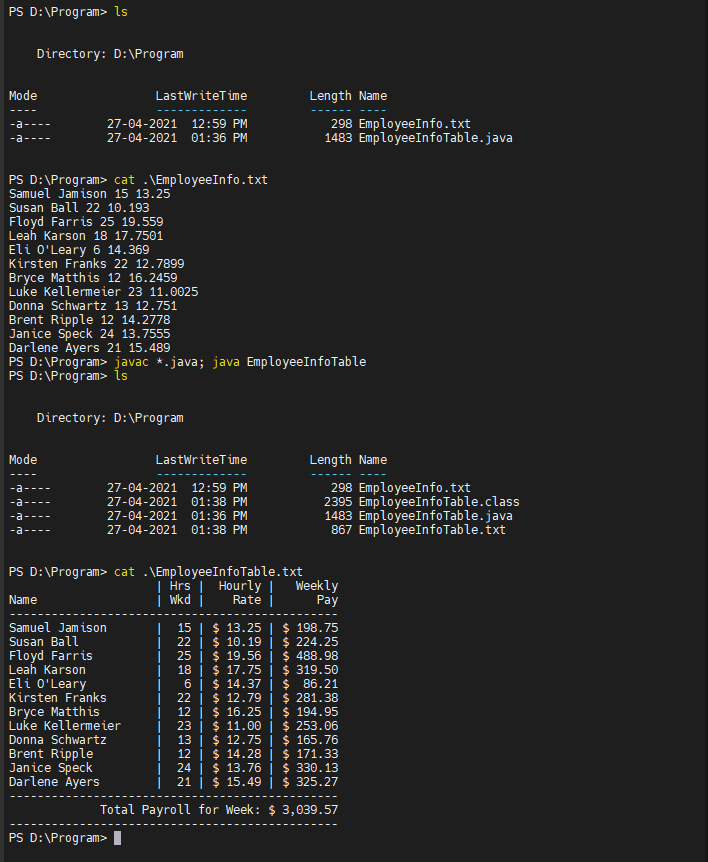 PS D:\Program> ls
    Directory: D:\Program
Mode                 LastWriteTime         Length Name
----                 -------------         ------ ----
-a----        27-04-2021  12:59 PM            298 EmployeeInfo.txt
-a----        27-04-2021  01:36 PM           1483 EmployeeInfoTable.java
PS D:\Program> cat .\EmployeeInfo.txt
Samuel Jamison 15 13.25
Susan Ball 22 10.193
Floyd Farris 25 19.559
Leah Karson 18 17.7501
Eli O'Leary 6 14.369
Kirsten Franks 22 12.7899
Bryce Matthis 12 16.2459
Luke Kellermeier 23 11.0025
Donna Schwartz 13 12.751
Brent Ripple 12 14.2778
Janice Speck 24 13.7555
Darlene Ayers 21 15.489
PS D:\Program> javac *.java; java EmployeeInfoTable
PS D:\Program> ls
    Directory: D:\Program
Mode                 LastWriteTime         Length Name
----                 -------------         ------ ----
-a----        27-04-2021  12:59 PM            298 EmployeeInfo.txt
-a----        27-04-2021  01:38 PM           2395 EmployeeInfoTable.class
-a----        27-04-2021  01:36 PM           1483 EmployeeInfoTable.java
-a----        27-04-2021  01:38 PM            867 EmployeeInfoTable.txt
PS D:\Program> cat .\EmployeeInfoTable.txt
                     | Hrs |  Hourly |   Weekly
Name                 | Wkd |    Rate |      Pay
-----------------------------------------------
Samuel Jamison       |  15 | $ 13.25 | $ 198.75
Susan Ball           |  22 | $ 10.19 | $ 224.25
Floyd Farris         |  25 | $ 19.56 | $ 488.98
Leah Karson          |  18 | $ 17.75 | $ 319.50
Eli O'Leary          |   6 | $ 14.37 | $  86.21
Kirsten Franks       |  22 | $ 12.79 | $ 281.38
Bryce Matthis        |  12 | $ 16.25 | $ 194.95
Luke Kellermeier     |  23 | $ 11.00 | $ 253.06
Donna Schwartz       |  13 | $ 12.75 | $ 165.76
Brent Ripple         |  12 | $ 14.28 | $ 171.33
Janice Speck         |  24 | $ 13.76 | $ 330.13
Darlene Ayers        |  21 | $ 15.49 | $ 325.27
-----------------------------------------------
             Total Payroll for Week: $ 3,039.57
-----------------------------------------------
PS D:\Program>